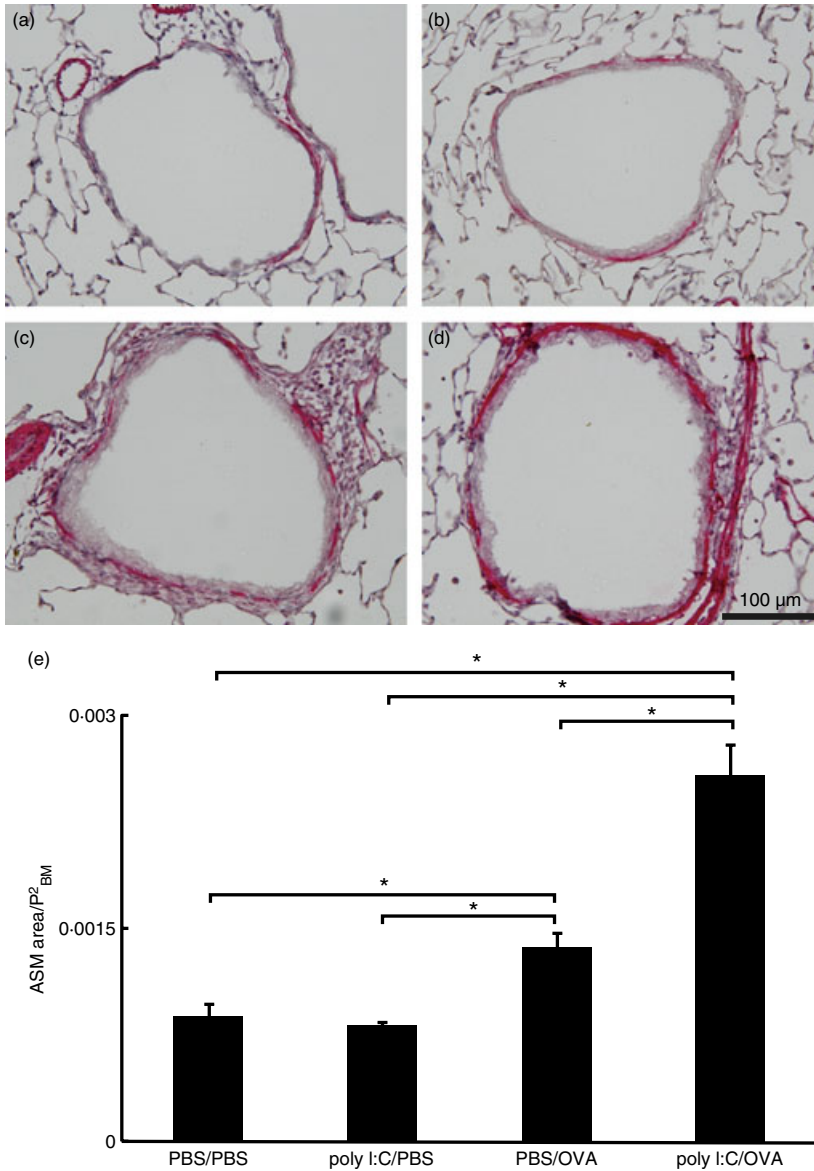 (a)
(b)
(c)
(d)
100 µm
(e)
*
*
*
*
*
0·003
0·0015
0
ASM area/P²BM
PBS/PBS poly I:C/PBS PBS/OVA poly I:C/OVA